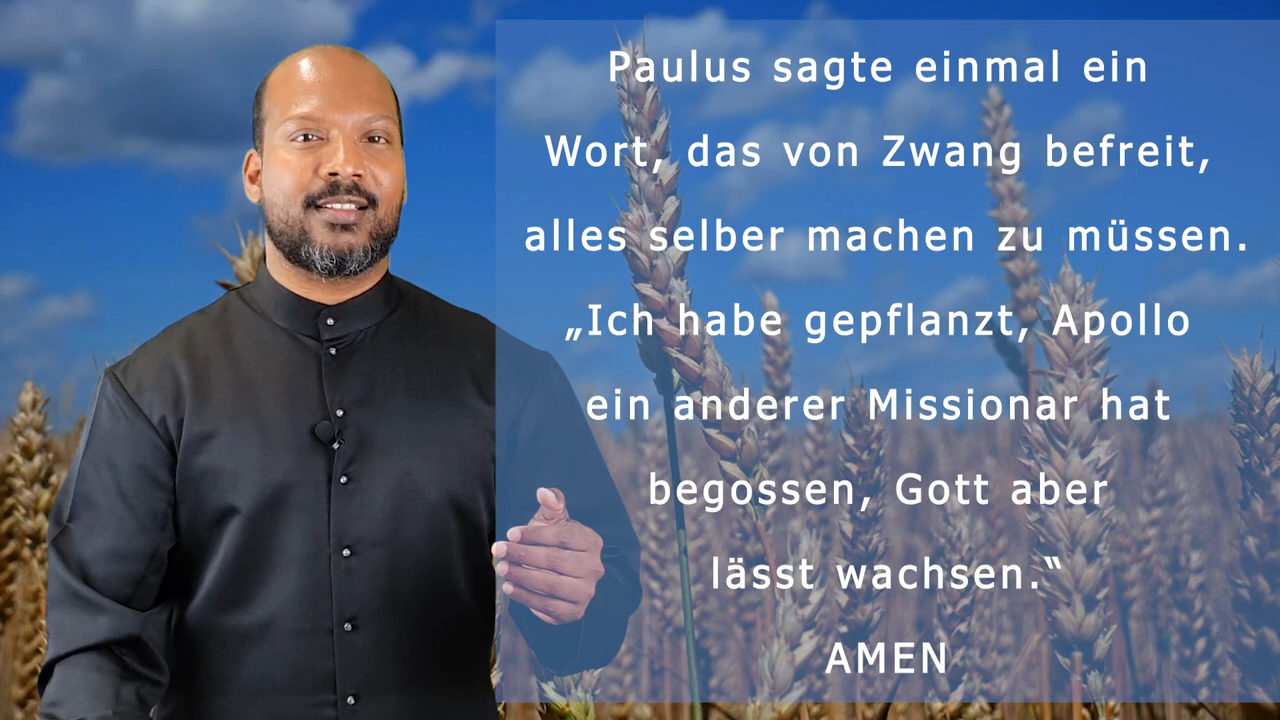 Paulus sagte einmal ein
Wort, das von Zwang befreit,
alles selber machen zu müssen.
„Ich habe gepflanzt, Apollo
ein anderer Missionar hat
begossen, Gott aber
lässt wachsen.‟
AMEN